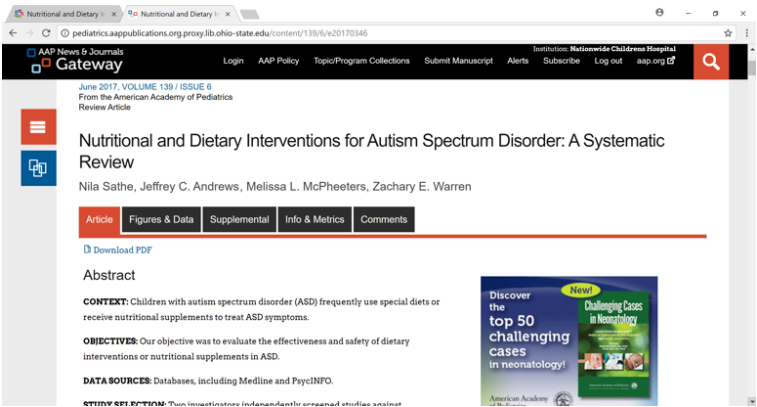 Nutritional and Dietary In
Nutritional and Dietary In
pediatrics.aappublications.org.proxy.lib.ohio-state.edu/content/139/6/e20170346
AAP News & Journals
Gateway
Institution: Nationwide Childrens Hospital
Login AAP Policy Topic/Program Collections Submit Manuscript Alerts Subscribe Log out aap.org
June 2017, VOLUME 139 / ISSUE 6
From the American Academy of Pediatrics
Review Article
Nutritional and Dietary Interventions for Autism Spectrum Disorder: A Systematic
Review
Nila Sathe, Jeffrey C. Andrews, Melissa L. McPheeters, Zachary E. Warren
Article Figures & Data Supplemental Info & Metrics Comments
Download PDF
Abstract
CONTEXT: Children with autism spectrum disorder (ASD) frequently use special diets or
receive nutritional supplements to treat ASD symptoms.
OBJECTIVES: Our objective was to evaluate the effectiveness and safety of dietary
interventions or nutritional supplements in ASD.
DATA SOURCES: Databases, including Medline and PsycINFO.
STUDY SELECTION: Two investigators independently screened studies against
Discover
the
top 50
challenging
cases
in neonatology!
American Academy
of Pediatrics
New!
Challenging Cases
in Neonatology